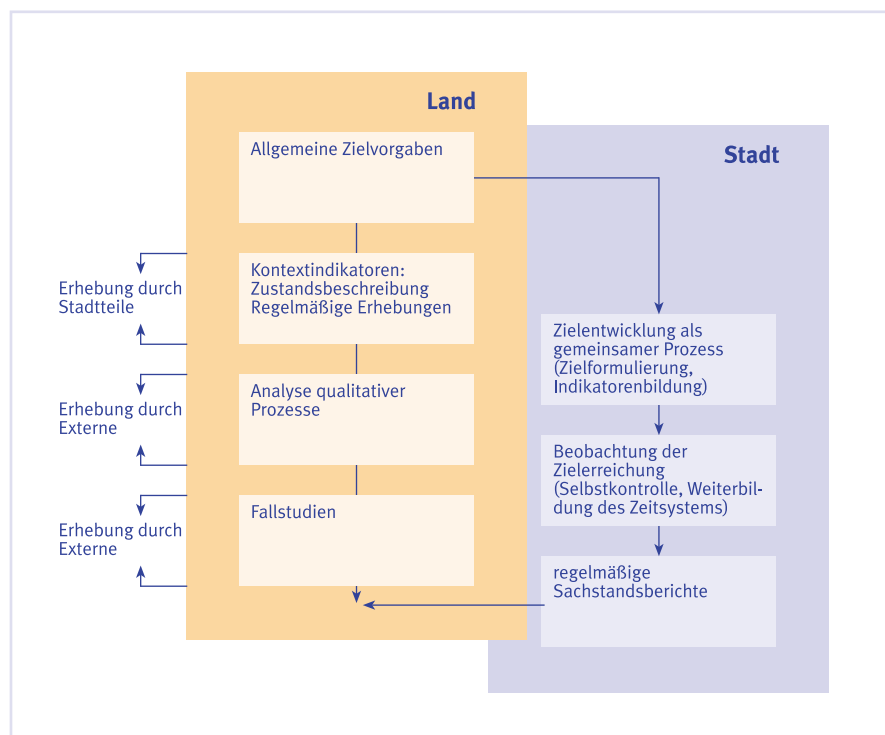 Land
Allgemeine Zielvorgaben
Kontextindikatoren:
Zustandsbeschreibung
Regelmäßige Erhebungen
Analyse qualitativer
Prozesse
Fallstudien
Erhebung durch
Stadtteile
Erhebung durch
Externe
Erhebung durch
Externe
Stadt
Zielentwicklung als
gemeinsamer Prozess
(Zielformulierung,
Indikatorenbildung)
Beobachtung der
Zielerreichung
(Selbstkontrolle, Weiterbil-
dung des Zeitsystems)
regelmäßige
Sachstandsberichte